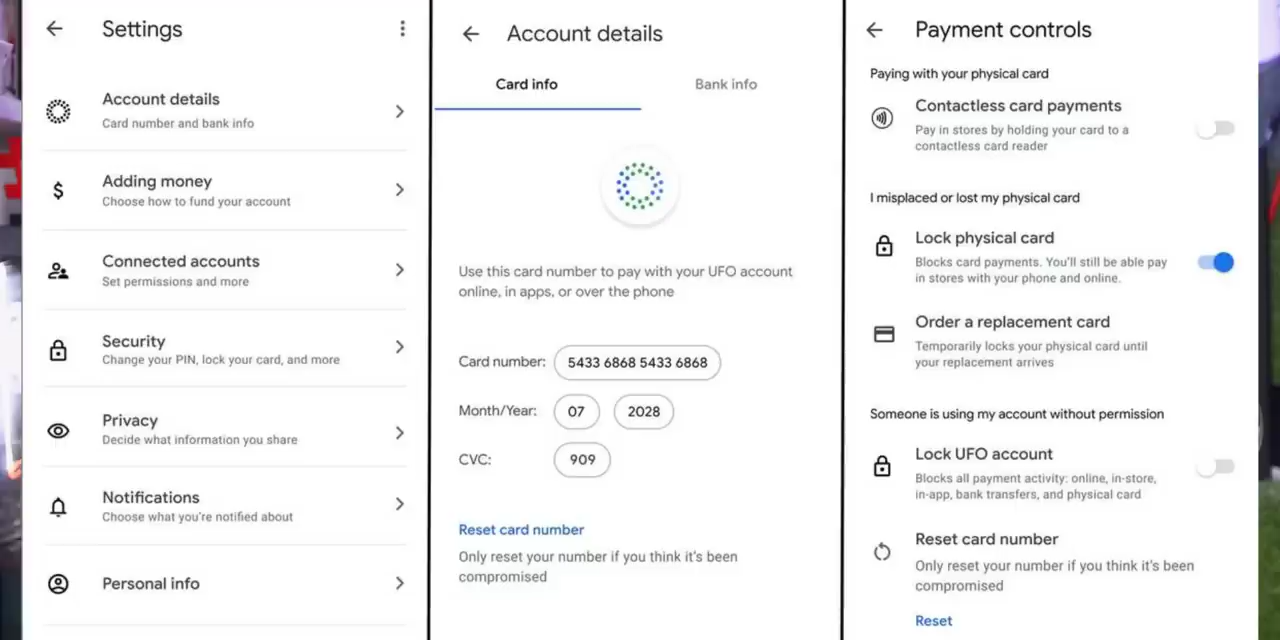 Settings
Account details
Card number and bank info
Adding money
Choose how to fund your account
Connected accounts
Set permissions and more
Security
Change your PIN, lock your card, and more
Privacy
Decide what information you share
Notifications
Choose what you're notified about
Personal info
Account details
Card info
Bank info
Use this card number to pay with your UFO account
online, in apps, or over the phone
Card number: 5433 6868 5433 6868
Month/Year: 07 2028
CVC: 909
Reset card number
Only reset your number if you think it's been
compromised
Payment controls
Paying with your physical card
Contactless card payments
Pay in stores by holding your card to a
contactless card reader
I misplaced or lost my physical card
Lock physical card
Blocks card payments. You'll still be able pay
in stores with your phone and online.
Order a replacement card
Temporarily locks your physical card until
your replacement arrives
Someone is using my account without permission
Lock UFO account
Blocks all payment activity: online, in-store,
in-app, bank transfers, and physical card
Reset card number
Only reset your number if you think it's been
compromised
Reset